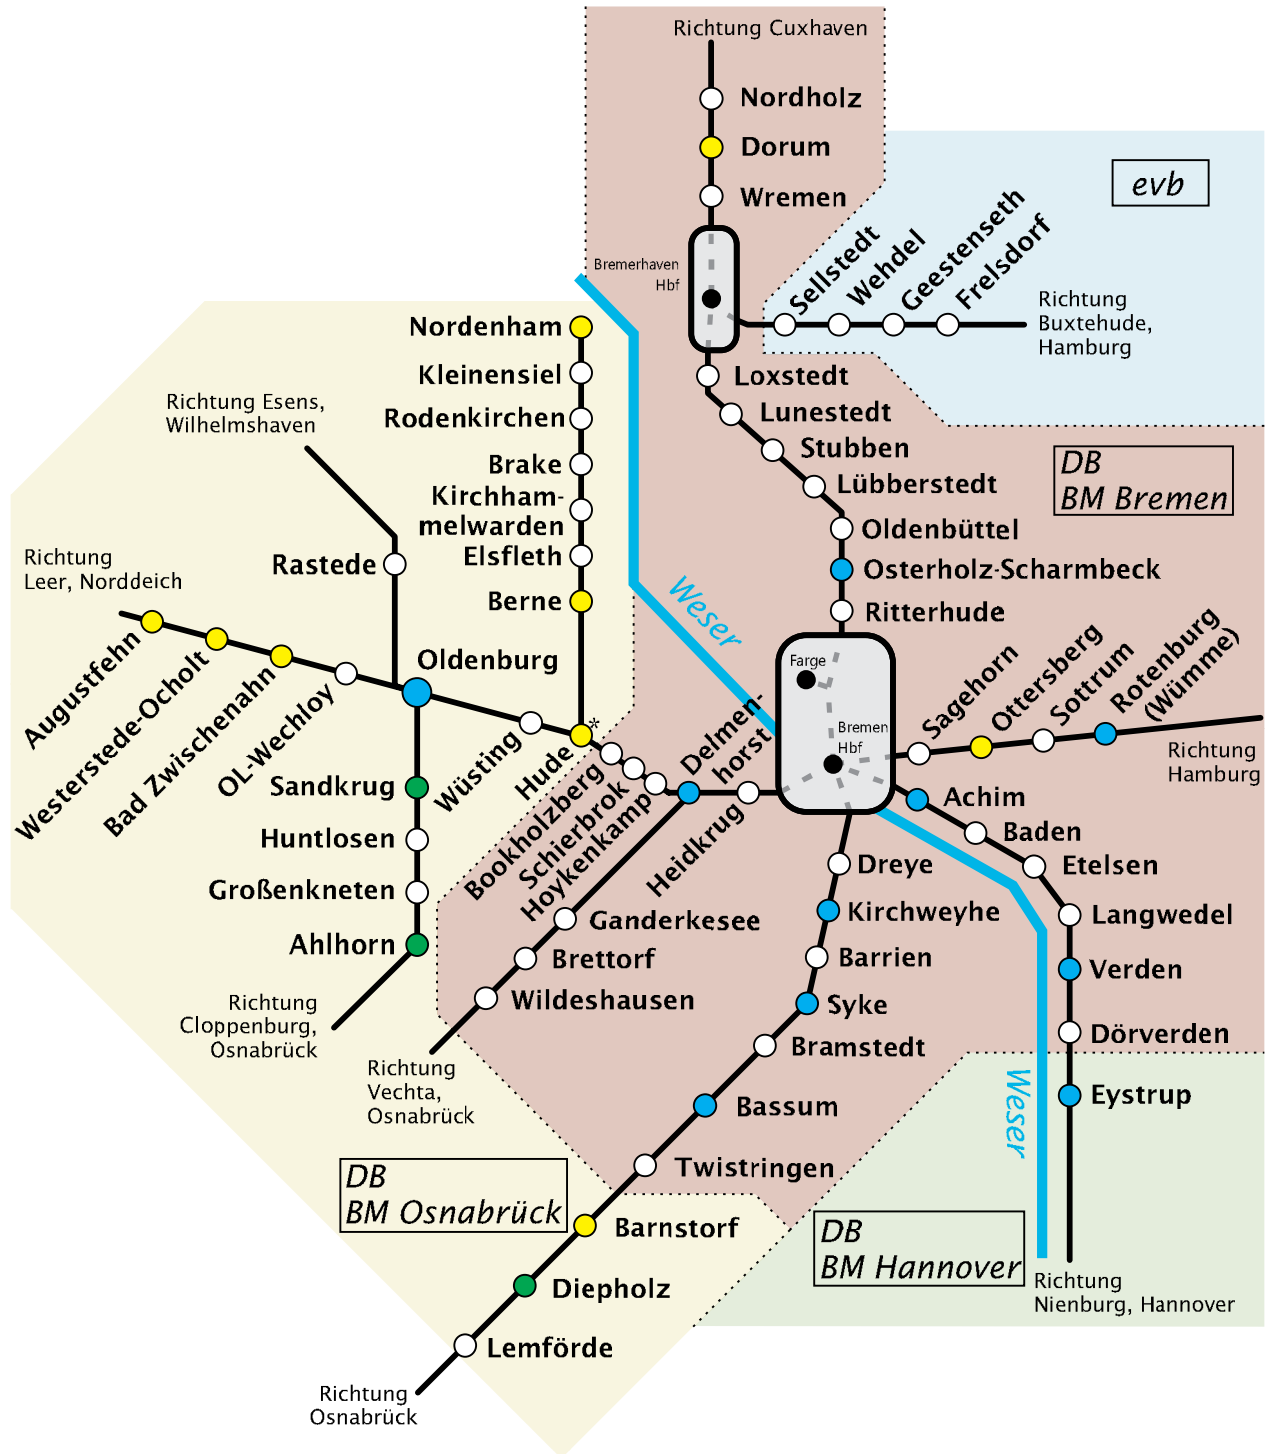 Richtung Cuxhaven
Nordholz
Dorum
Wremen
evb
Bremerhaven
Hbf
Sellstedt
Wehdel
Geestenseth
Frelsdorf
Richtung
Buxtehude,
Hamburg
Nordenham
Kleinensiel
Rodenkirchen
Brake
Kirchham-
melwarden
Elsfleth
Berne
Loxstedt
Lunestedt
Stubben
Lübberstedt
Oldenbüttel
Osterholz-Scharmbeck
Ritterhude
DB
BM Bremen
Richtung Esens,
Wilhelmshaven
Rastede
Richtung
Leer, Norddeich
Weser
Oldenburg
Augustfehn
Westerstede-Ocholt
Bad Zwischenahn
OL-Wechloy
Wüsting
Hude
*
Bookholzberg
Schierbrok
Hoykenkamp
Delmen-
horst
Heidkrug
Farge
Bremen
Hbf
Sagehorn
Ottersberg
Sottrum
Rotenburg
(Wümme)
Richtung
Hamburg
Sandkrug
Huntlosen
Großenkneten
Ahlhorn
Richtung
Cloppenburg,
Osnabrück
Ganderkesee
Brettorf
Wildeshausen
Richtung
Vechta,
Osnabrück
Dreye
Kirchweyhe
Barrien
Syke
Bramstedt
Bassum
Twistringen
Barnstorf
Diepholz
Lemförde
Richtung
Osnabrück
Achim
Baden
Etelsen
Langwedel
Verden
Dörverden
Eystrup
Weser
DB
BM Osnabrück
DB
BM Hannover
Richtung
Nienburg, Hannover